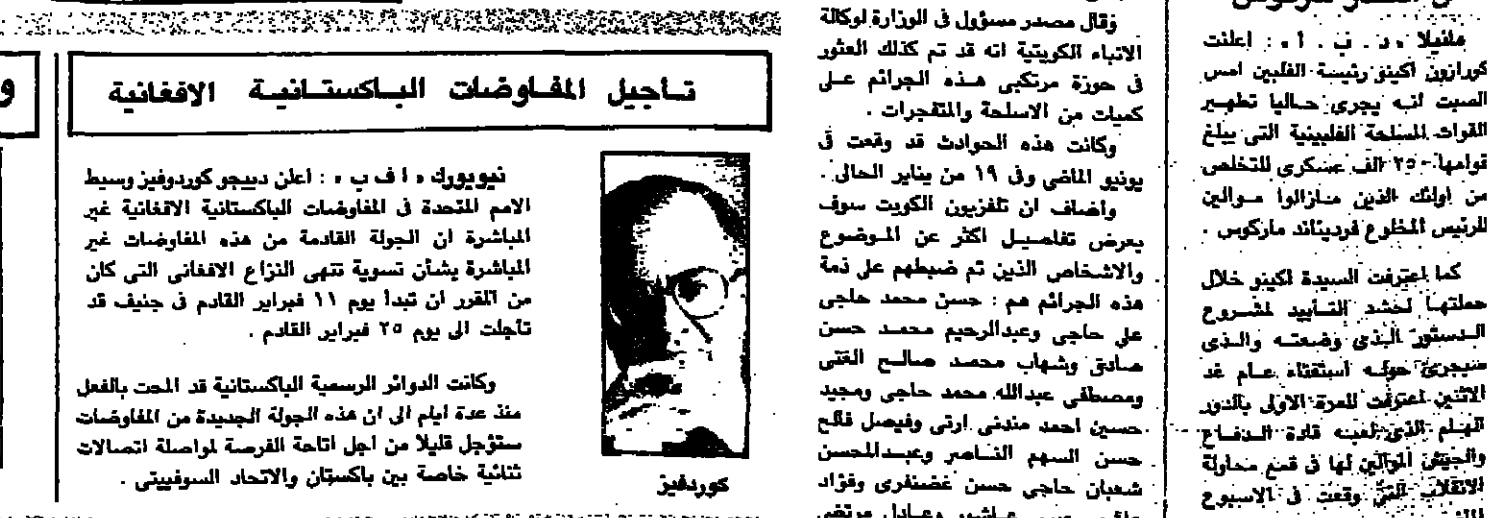 مانيلا « د . ب . ا » : اعلنت
كورازون اكينو رئيسة الفلبين امس
السبت انه يجرى حاليا تطهير
القوات المسلحة الفلبينية التى يبلغ
قوامها ٢٥٠ الف عسكرى للتخلص
من اولئك الذين مازالوا موالين
للرئيس المخلوع فرديناند ماركوس .
كما اعترفت السيدة اكينو خلال
حملتها لحشد التأييد لمشروع
الدستور الذى وضعته والذى
سيجرى حوله استفتاء عام غد
الاثنين اعترفت للمرة الاولى بالدور
الهام الذى لعبته قادة الدفاع
والجيش الموالين لها فى قمع محاولة
الانقلاب التى وقعت فى الاسبوع
وقال مصدر مسؤول فى الوزارة لوكالة
الانباء الكويتية انه قد تم كذلك العثور
فى حوزة مرتكبى هذه الجرائم على
كميات من الاسلحة والمتفجرات .
وكانت هذه الحوادث قد وقعت فى
يونيو الماضى وفى ١٩ من يناير الحالى .
واضاف ان تلفزيون الكويت سوف
يعرض تفاصيل اكثر عن الموضوع
والاشخاص الذين تم ضبطهم على ذمة
هذه الجرائم هم : حسن محمد حاجى
على حاجى وعبدالرحيم محمد حسن
صادق وشهاب محمد صالح الغتى
ومصطفى عبدالله محمد حاجى ومجيد
حسين احمد مندنى ارتى وفيصل فالح
حسن السهم الناصر وعبدالمحسن
شعبان حاجى حسن غضنفرى وفؤاد
عاشور وعادل مرتضى
تأجيل المفاوضات الباكستانية الافغانية
نيويورك « ا ف ب » : اعلن دييجو كوردوفيز وسيط
الامم المتحدة فى المفاوضات الباكستانية الافغانية غير
المباشرة ان الجولة القادمة من هذه المفاوضات غير
المباشرة بشأن تسوية تنهى النزاع الافغانى التى كان
من المقرر ان تبدأ يوم ١١ فبراير القادم فى جنيف قد
تأجلت الى يوم ٢٥ فبراير القادم .
وكانت الدوائر الرسمية الباكستانية قد المحت بالفعل
منذ عدة ايام الى ان هذه الجولة الجديدة من المفاوضات
ستؤجل قليلا من اجل اتاحة الفرصة لمواصلة اتصالات
ثنائية خاصة بين باكستان والاتحاد السوفييتى .
كوردفيز
و